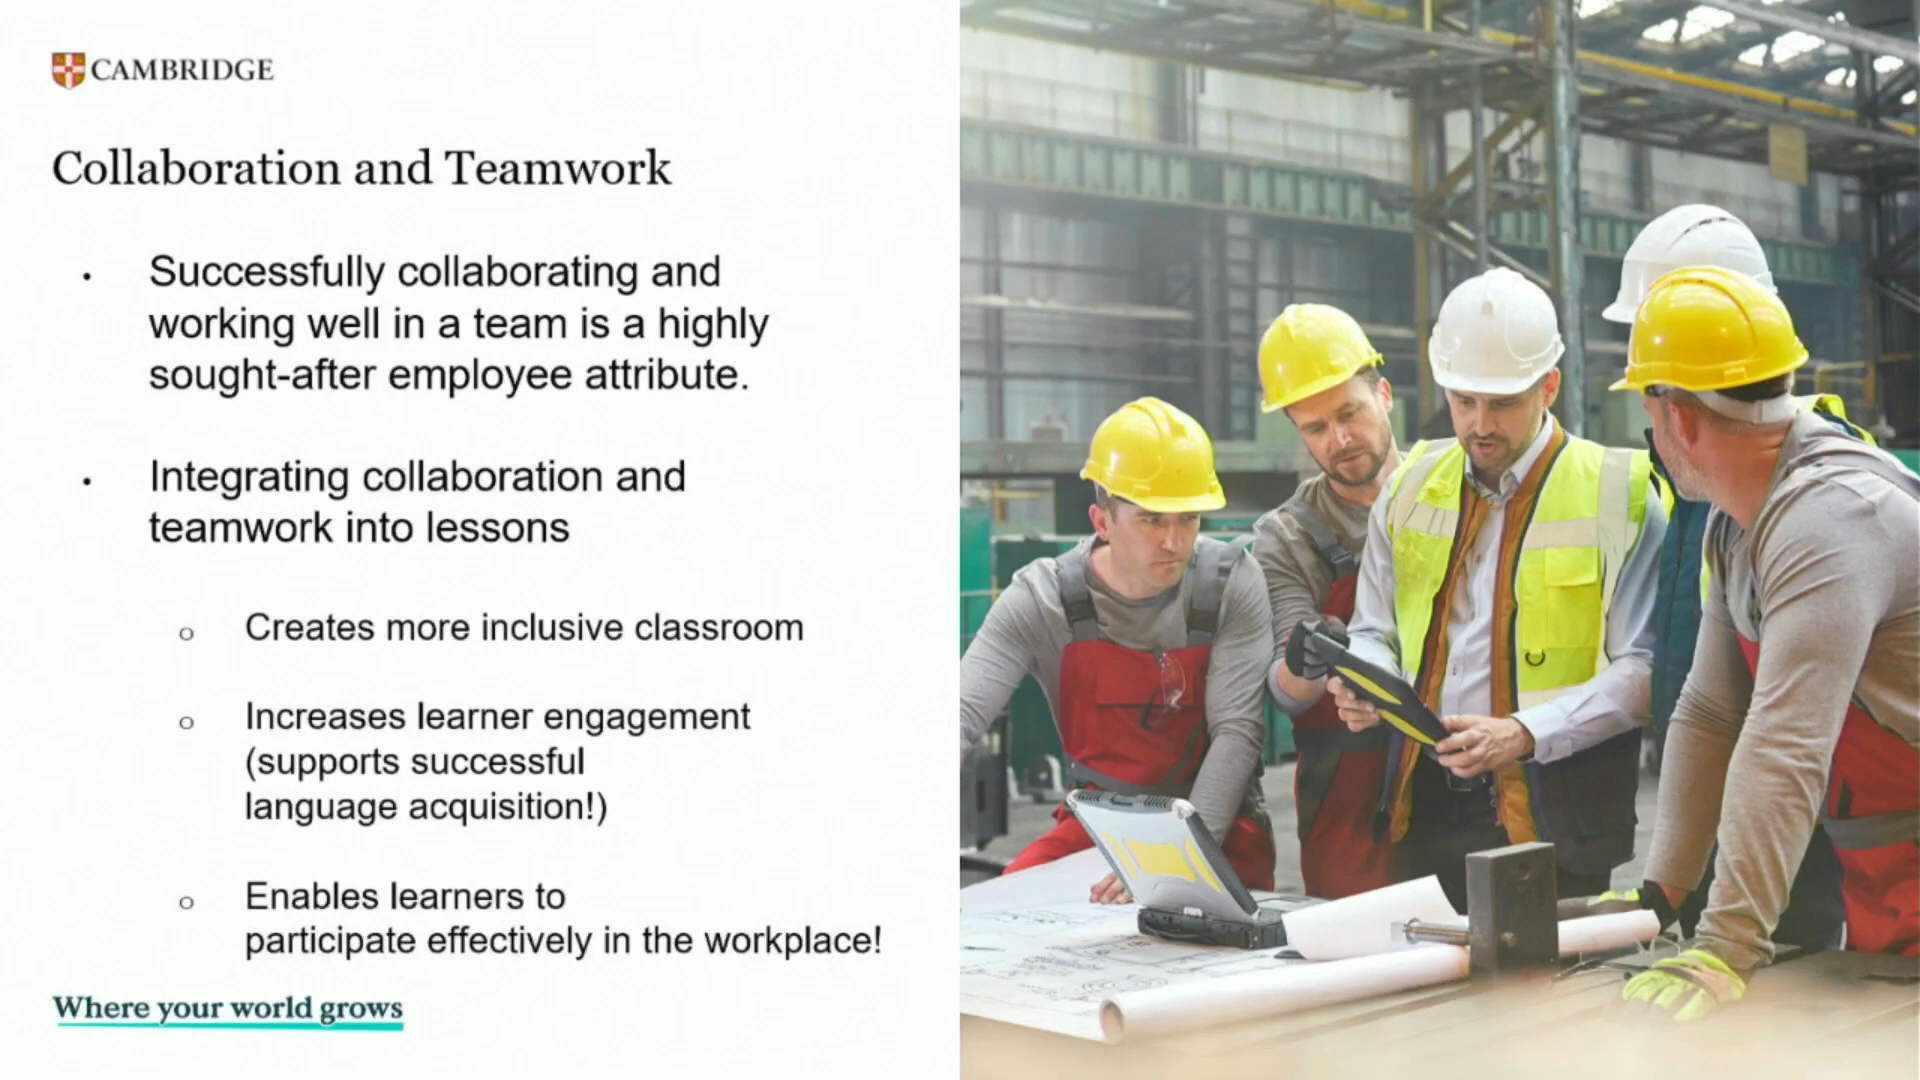 CAMBRIDGE
Collaboration and Teamwork
• Successfully collaborating and
working well in a team is a highly
sought-after employee attribute.
• Integrating collaboration and
teamwork into lessons
o Creates more inclusive classroom
o Increases learner engagement
(supports successful
language acquisition!)
o Enables learners to
participate effectively in the workplace!
Where your world grows